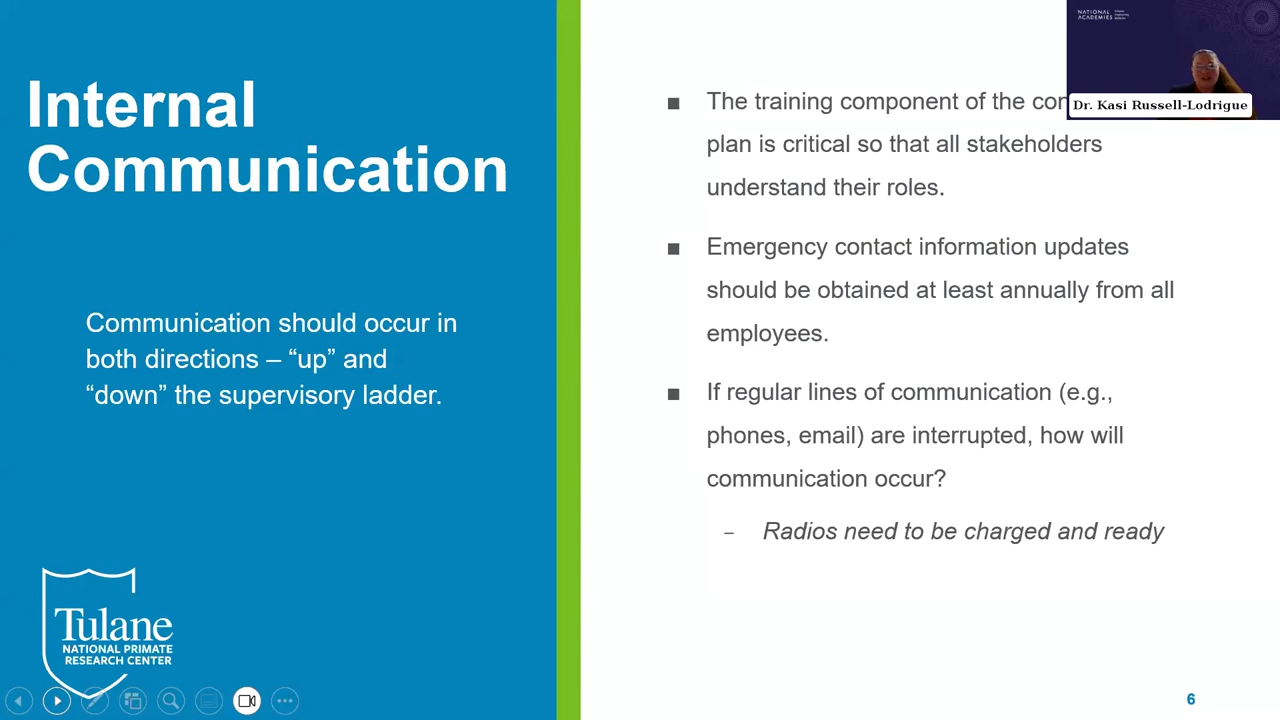 Internal
Communication
Communication should occur in
both directions – “up” and
“down” the supervisory ladder.
Tulane
NATIONAL PRIMATE
RESEARCH CENTER
■ The training component of the
plan is critical so that all stakeholders
understand their roles.
■ Emergency contact information updates
should be obtained at least annually from all
employees.
■ If regular lines of communication (e.g.,
phones, email) are interrupted, how will
communication occur?
– Radios need to be charged and ready
6
NATIONAL
ACADEMIES
Dr. Kasi Russell-Lodrigue